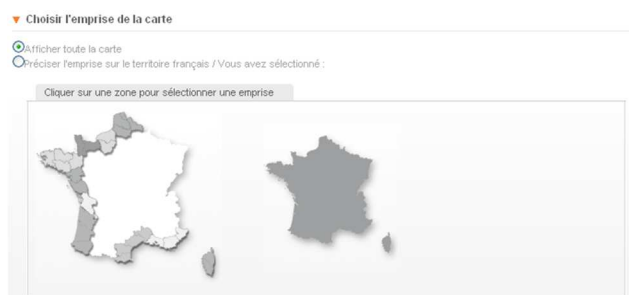 Choisir l'emprise de la carte
Afficher toute la carte
Préciser l'emprise sur le territoire français / Vous avez sélectionné :
Cliquer sur une zone pour sélectionner une emprise